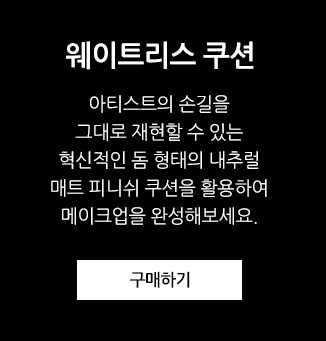 웨이트리스 쿠션
아티스트의 손길을
그대로 재현할 수 있는
혁신적인 돔 형태의 내추럴
매트 피니쉬 쿠션을 활용하여
메이크업을 완성해보세요.
구매하기